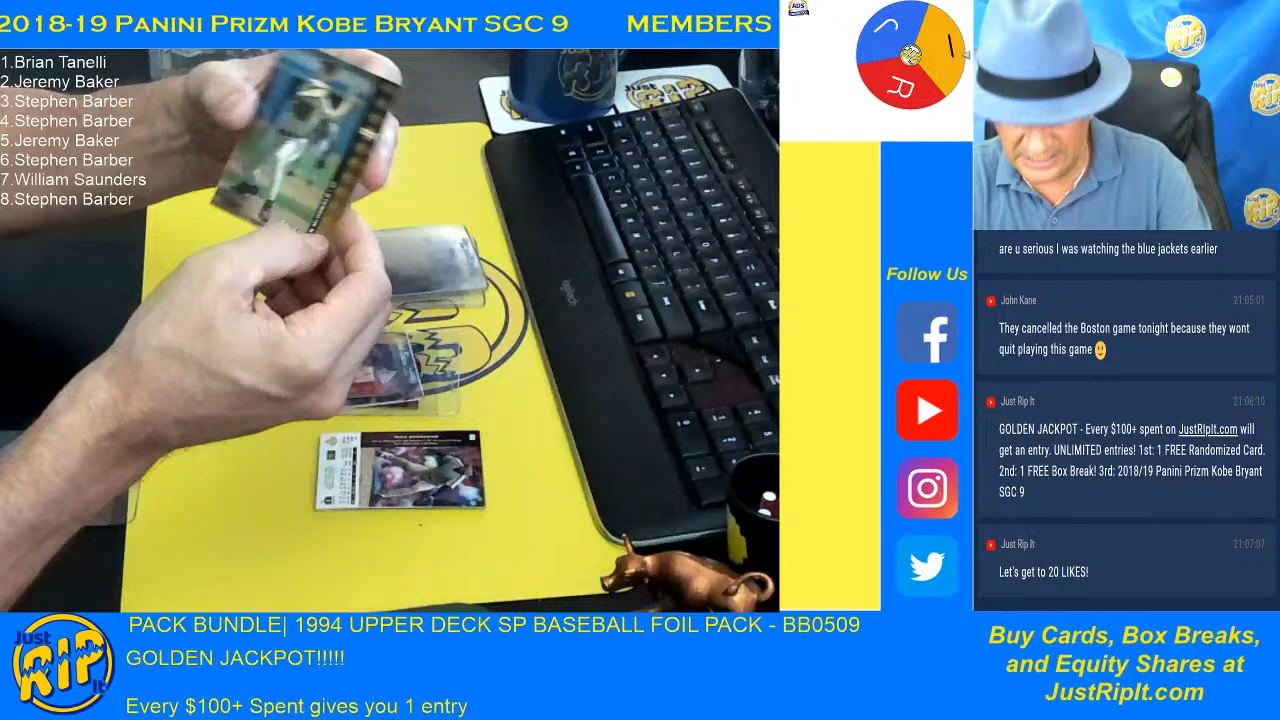 2018-19 PANINI PRIZM KOBE BRYANT SGC 9
MEMBERS
1.Brian Tanelli
2.Jeremy Baker
3.Stephen Barber
4.Stephen Barber
5.Jeremy Baker
6.Stephen Barber
7.William Saunders
8.Stephen Barber
ADS
J
I
R
Follow Us
are u serious I was watching the blue jackets earlier
John Kane 21:05:01
They cancelled the Boston game tonight because they wont
quit playing this game
Just Rip It 21:06:10
GOLDEN JACKPOT - Every $100+ spent on JustRipIt.com will
get an entry. UNLIMITED entries! 1st: 1 FREE Randomized Card.
2nd: 1 FREE Box Break! 3rd: 2018/19 Panini Prizm Kobe Bryant
SGC 9
Just Rip It 21:07:07
Let's get to 20 LIKES!
Just
RIP
It
PACK BUNDLE| 1994 UPPER DECK SP BASEBALL FOIL PACK - BB0509
GOLDEN JACKPOT!!!!!
Every $100+ Spent gives you 1 entry
Buy Cards, Box Breaks,
and Equity Shares at
JustRipIt.com